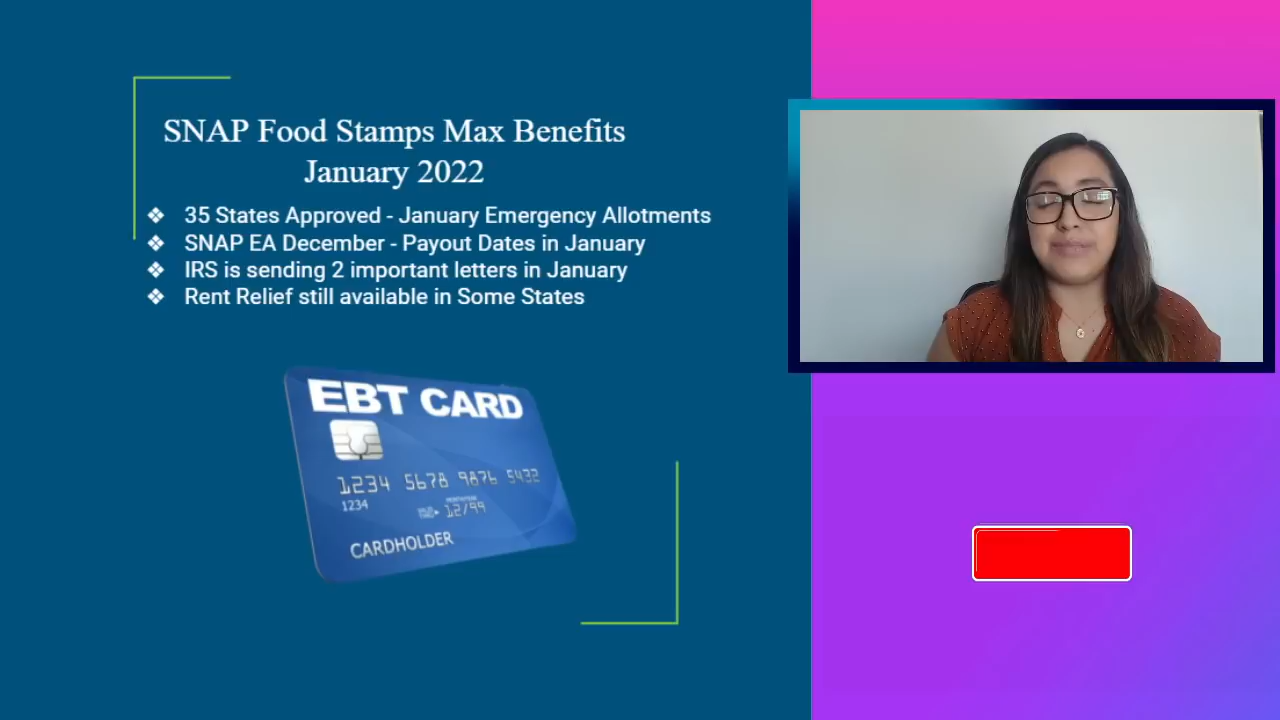 SNAP Food Stamps Max Benefits
January 2022
❖ 35 States Approved - January Emergency Allotments
❖ SNAP EA December - Payout Dates in January
❖ IRS is sending 2 important letters in January
❖ Rent Relief still available in Some States
EBT CARD
1234 5678 9876 5432
1234
12/99
CARDHOLDER